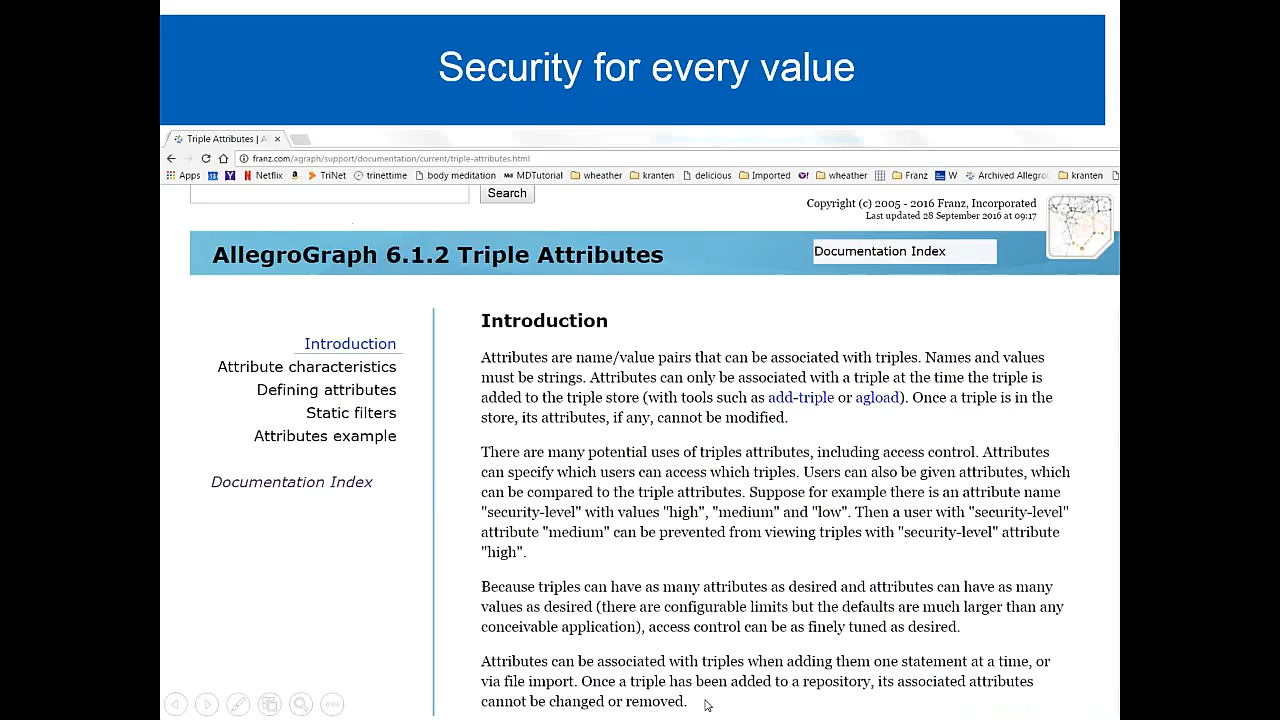 Security for every value
Triple Attributes | A
franz.com/agraph/support/documentation/current/triple-attributes.html
Apps Netflix TriNet trinettime body meditation Md MDTutorial wheather kranten delicious Imported wheather Franz W Archived Allegro kranten
Search
Copyright (c) 2005 - 2016 Franz, Incorporated
Last updated 28 September 2016 at 09:17
AllegroGraph 6.1.2 Triple Attributes
Documentation Index
Introduction
Attribute characteristics
Defining attributes
Static filters
Attributes example
Documentation Index
Introduction
Attributes are name/value pairs that can be associated with triples. Names and values
must be strings. Attributes can only be associated with a triple at the time the triple is
added to the triple store (with tools such as add-triple or agload). Once a triple is in the
store, its attributes, if any, cannot be modified.
There are many potential uses of triples attributes, including access control. Attributes
can specify which users can access which triples. Users can also be given attributes, which
can be compared to the triple attributes. Suppose for example there is an attribute name
"security-level" with values "high", "medium" and "low". Then a user with "security-level"
attribute "medium" can be prevented from viewing triples with "security-level" attribute
"high".
Because triples can have as many attributes as desired and attributes can have as many
values as desired (there are configurable limits but the defaults are much larger than any
conceivable application), access control can be as finely tuned as desired.
Attributes can be associated with triples when adding them one statement at a time, or
via file import. Once a triple has been added to a repository, its associated attributes
cannot be changed or removed.